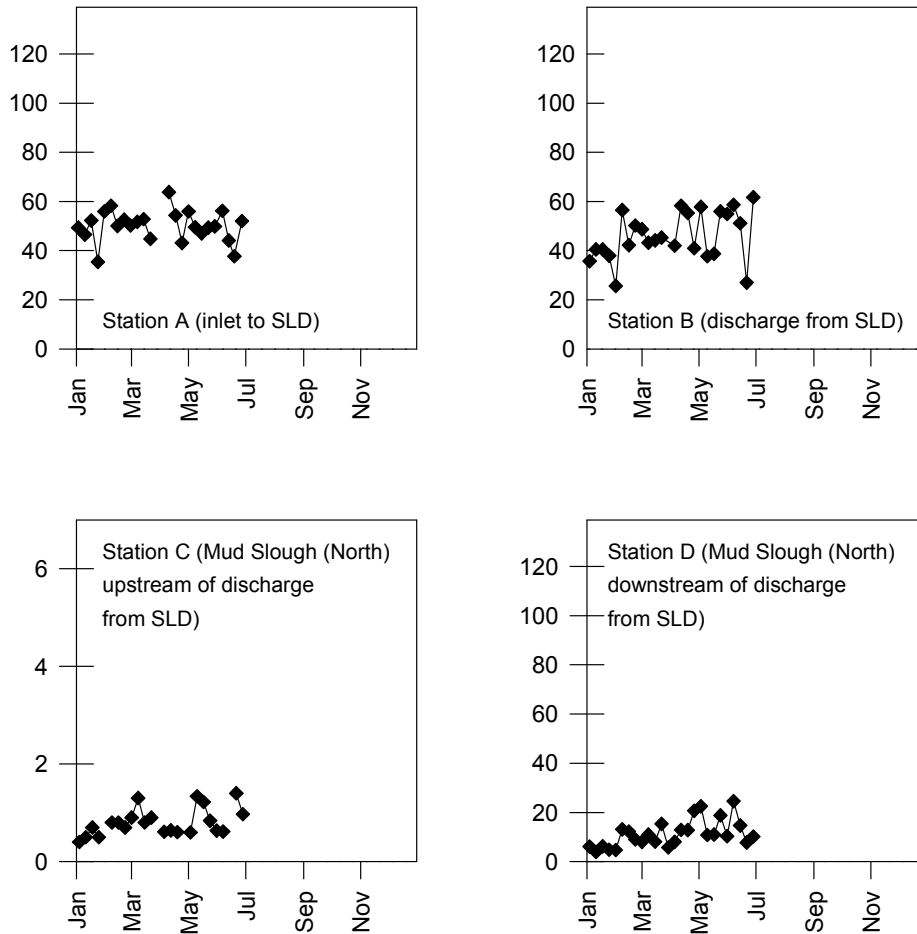 120
100
80
60
40
20
0
Station A (inlet to SLD)
Jan
Mar
May
Jul
Sep
Nov
120
100
80
60
40
20
0
Station B (discharge from SLD)
Jan
Mar
May
Jul
Sep
Nov
6
4
2
0
Station C (Mud Slough (North)
upstream of discharge
from SLD)
Jan
Mar
May
Jul
Sep
Nov
120
100
80
60
40
20
0
Station D (Mud Slough (North)
downstream of discharge
from SLD)
Jan
Mar
May
Jul
Sep
Nov